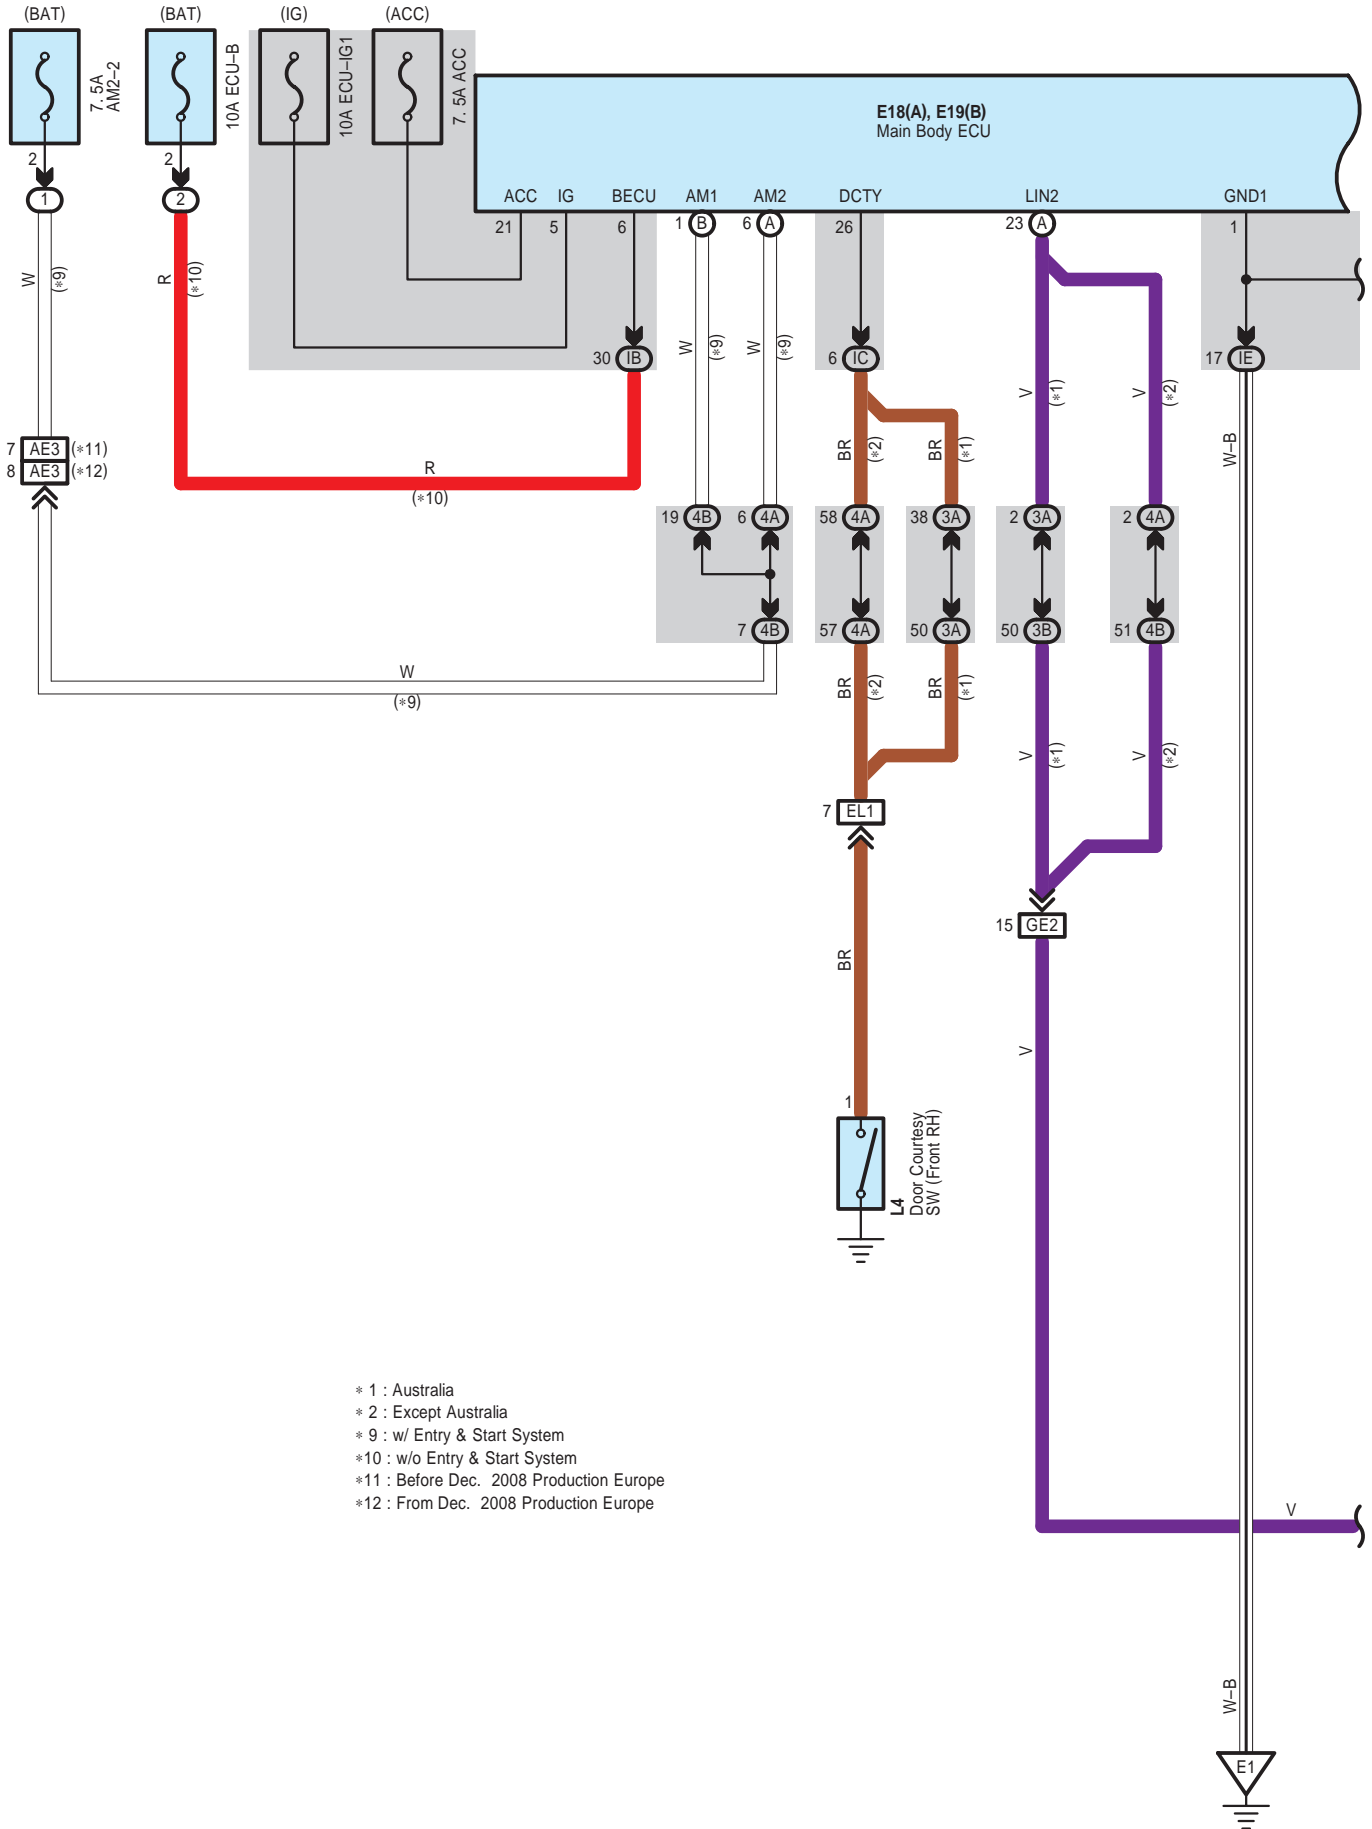 (BAT) (BAT) (IG) (ACC)
7. 5A
AM2–2
10A ECU–B
10A ECU–IG1
7. 5A ACC
E18(A), E19(B)
Main Body ECU
2 2
1 2
ACC IG BECU AM1 AM2 DCTY LIN2 GND1
21 5 6 1 B 6 A 26 23 A 1
W (∗9)
R (∗10)
30 IB
W (∗9)
W (∗9)
6 IC
17 IE
V (∗1)
V (∗2)
BR (∗2)
BR (∗1)
W–B
7 AE3 (∗11)
8 AE3 (∗12)
R
(∗10)
19 4B 6 4A 58 4A 38 3A 2 3A 2 4A
7 4B 57 4A 50 3A 50 3B 51 4B
W
(∗9)
BR (∗2)
BR (∗1)
V (∗1)
V (∗2)
7 EL1
15 GE2
BR
V
1
L4
Door Courtesy
SW (Front RH)
∗ 1 : Australia
∗ 2 : Except Australia
∗ 9 : w/ Entry & Start System
∗10 : w/o Entry & Start System
∗11 : Before Dec. 2008 Production Europe
∗12 : From Dec. 2008 Production Europe
V
W–B
E1